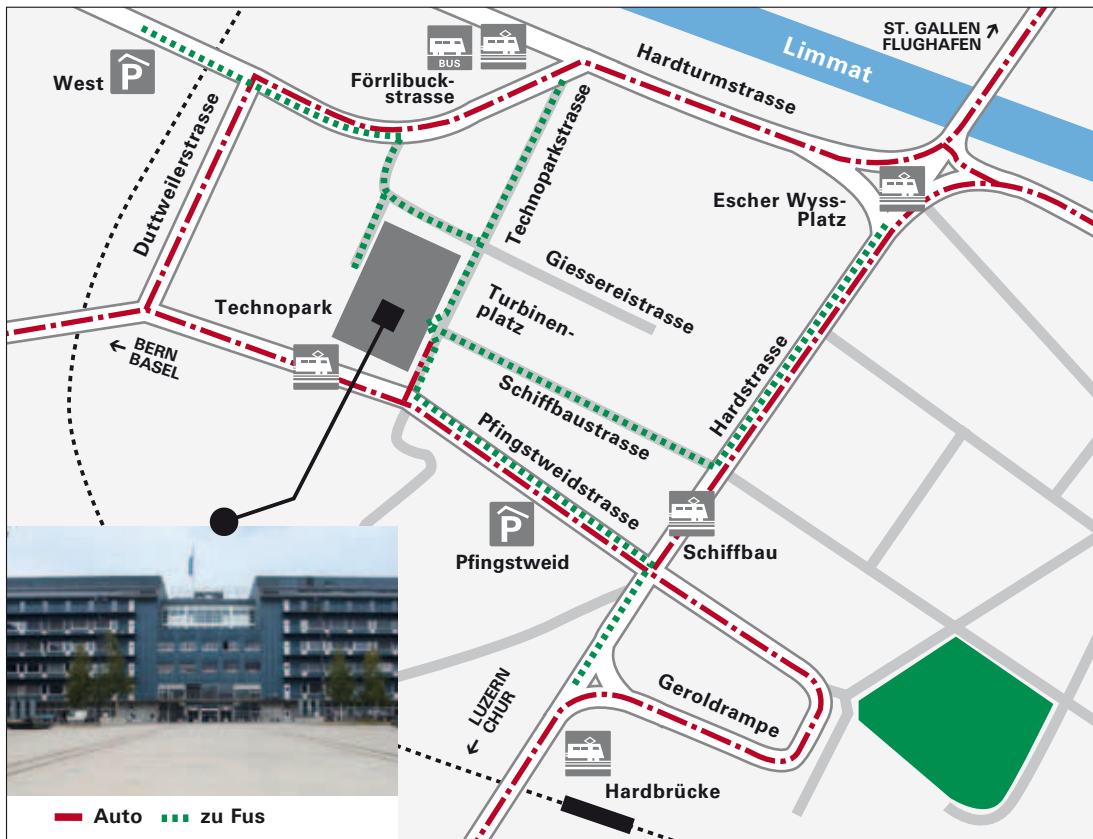 ST. GALLEN
FLUGHAFEN
Limmat
West
P
BUS
Förrlibuck-
strasse
Hardturmstrasse
Duttweilerstrasse
Technoparkstrasse
Escher Wyss-
Platz
Giessereistrasse
Technopark
Turbinen-
platz
BERN
BASEL
Schiffbaustrasse
Hardstrasse
Pfingstweidstrasse
P
Pfingstweid
Schiffbau
LUZERN
CHUR
Geroldrampe
Hardbrücke
Auto
zu Fus